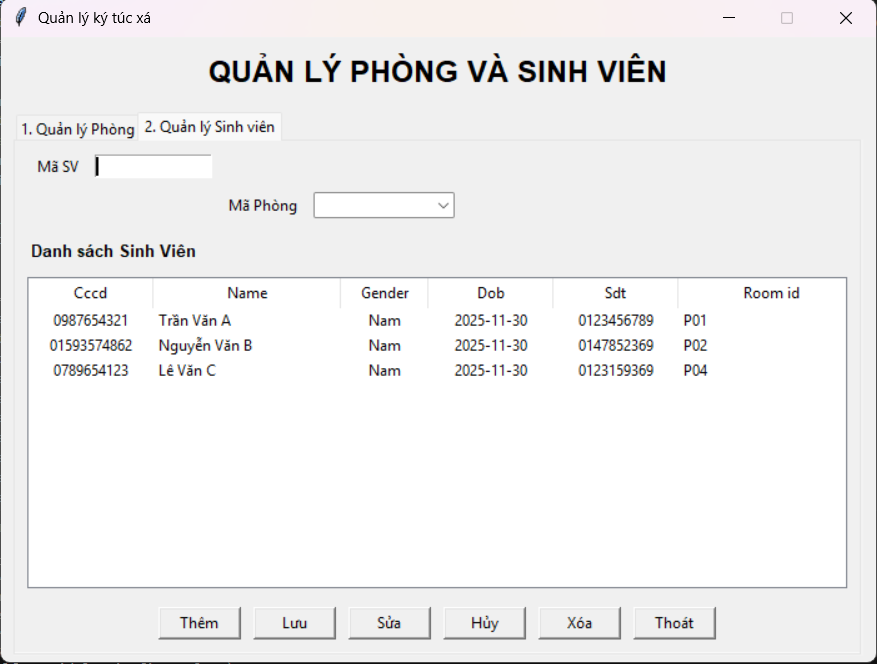 Quản lý ký túc xá
QUẢN LÝ PHÒNG VÀ SINH VIÊN
1. Quản lý Phòng 2. Quản lý Sinh viên
Mã SV
Mã Phòng
Danh sách Sinh Viên
Cccd Name Gender Dob Sdt Room id
0987654321 Trần Văn A Nam 2025-11-30 0123456789 P01
01593574862 Nguyễn Văn B Nam 2025-11-30 0147852369 P02
0789654123 Lê Văn C Nam 2025-11-30 0123159369 P04
Thêm Lưu Sửa Hủy Xóa Thoát